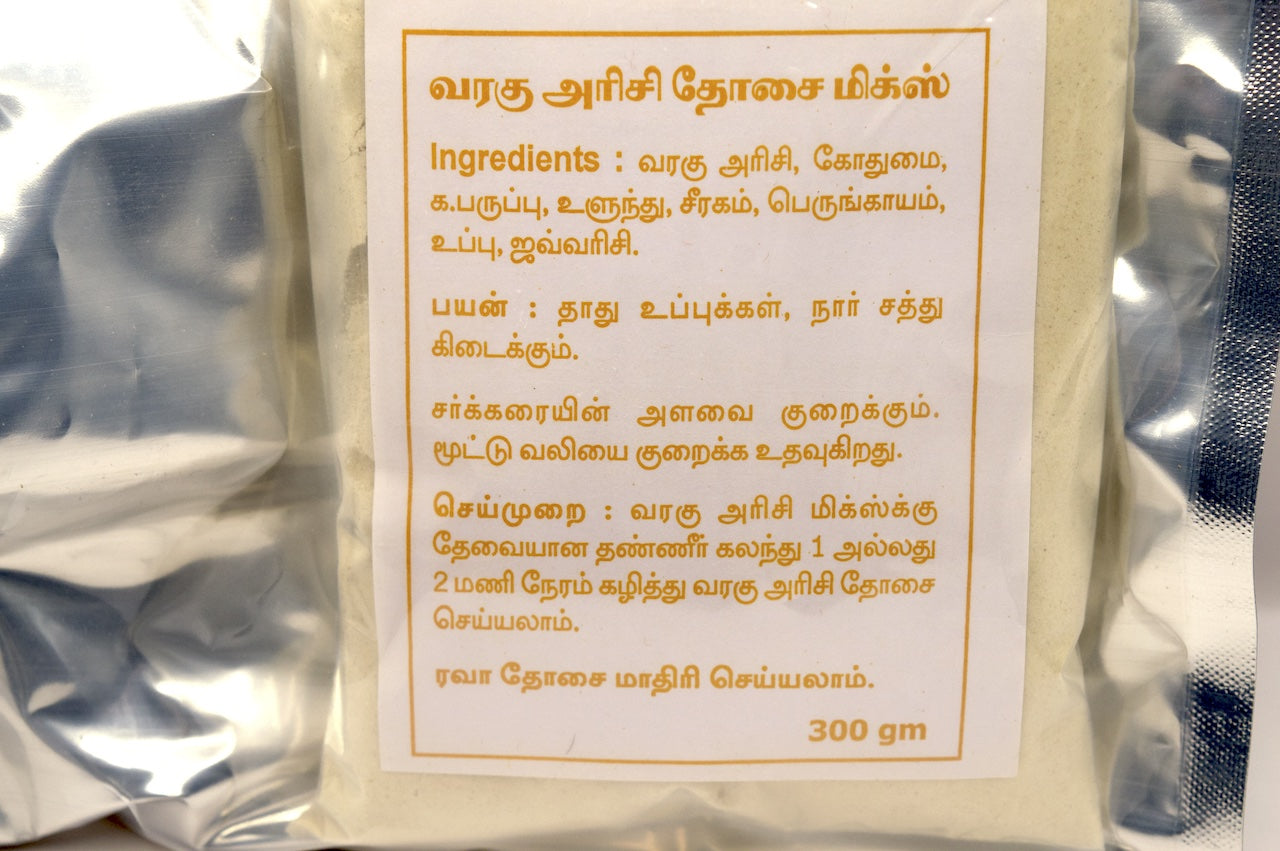 வரகு அரிசி தோசை மிக்ஸ்
Ingredients : வரகு அரிசி, கோதுமை,
க.பருப்பு, உளுந்து, சீரகம், பெருங்காயம்,
உப்பு, ஜவ்வரிசி.
பயன் : தாது உப்புக்கள், நார் சத்து
கிடைக்கும்.
சர்க்கரையின் அளவை குறைக்கும்.
மூட்டு வலியை குறைக்க உதவுகிறது.
செய்முறை : வரகு அரிசி மிக்ஸ்க்கு
தேவையான தண்ணீர் கலந்து 1 அல்லது
2 மணி நேரம் கழித்து வரகு அரிசி தோசை
செய்யலாம்.
ரவா தோசை மாதிரி செய்யலாம்.
300 gm